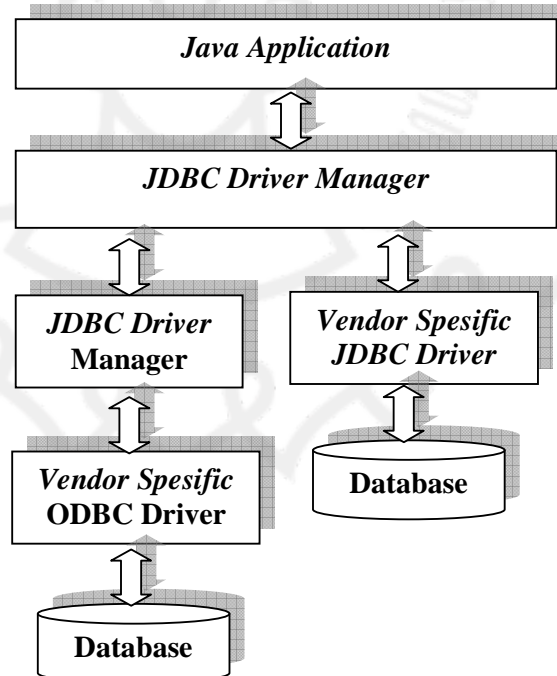 Java Application
JDBC Driver Manager
JDBC Driver
Manager
Vendor Spesific
JDBC Driver
Vendor Spesific
ODBC Driver
Database
Database